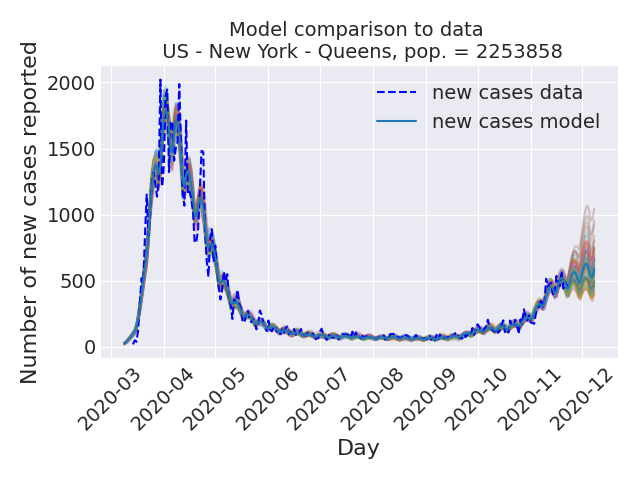 Model comparison to data
US - New York - Queens, pop. = 2253858
new cases data
new cases model
Number of new cases reported
2000
1500
1000
500
0
2020-03
2020-04
2020-05
2020-06
2020-07
2020-08
2020-09
2020-10
2020-11
2020-12
Day